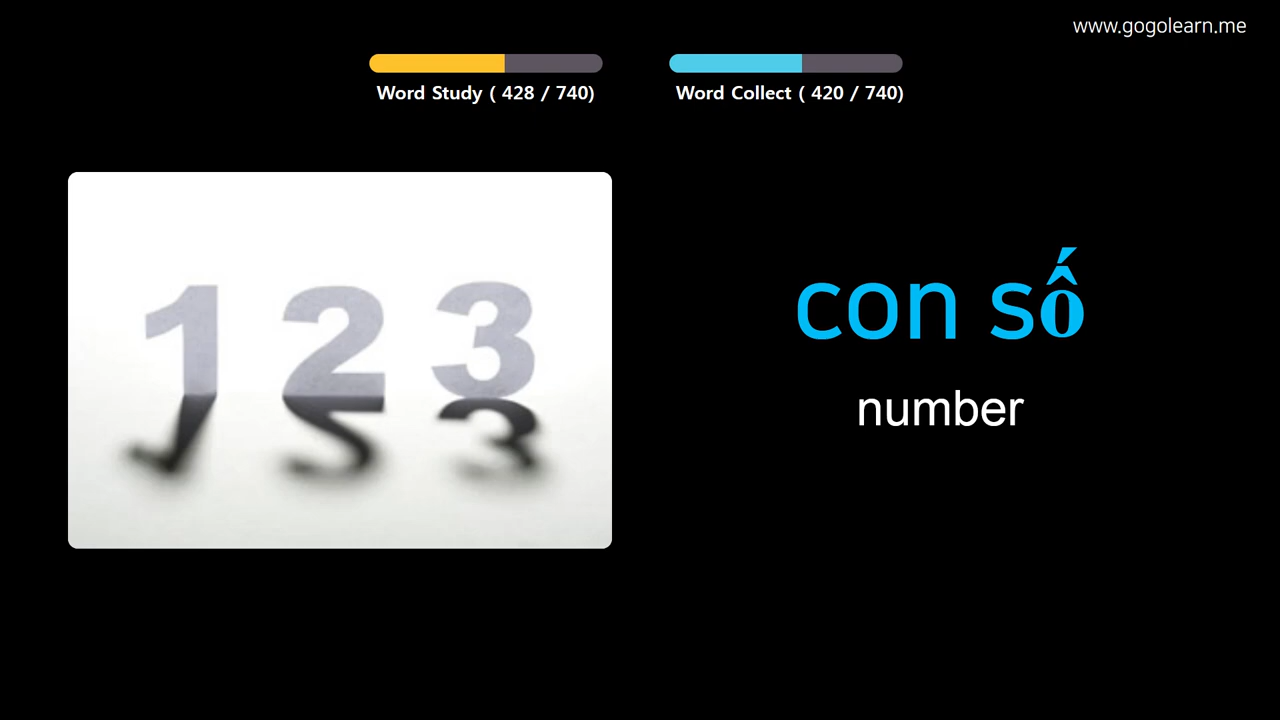 www.gogolearn.me
Word Study ( 428 / 740)
Word Collect ( 420 / 740)
1 2 3
con số
number